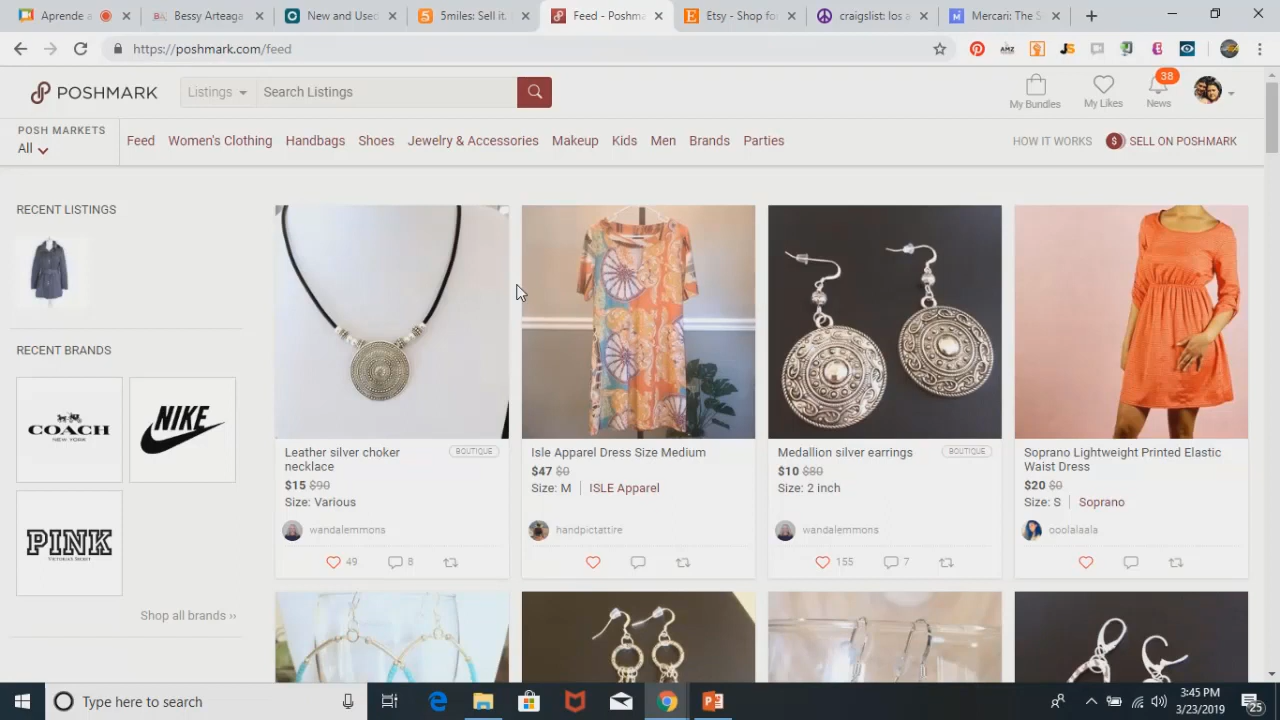 Aprende a
Bessy Arteaga
New and Used
5miles: Sell it.
Feed - Poshma
Etsy - Shop for
craigslist: los a
Mercari: The S
https://poshmark.com/feed
POSHMARK
Listings
Search Listings
My Bundles
My Likes
38
News
POSH MARKETS
All
Feed
Women's Clothing
Handbags
Shoes
Jewelry & Accessories
Makeup
Kids
Men
Brands
Parties
HOW IT WORKS
$ SELL ON POSHMARK
RECENT LISTINGS
RECENT BRANDS
COACH
NEW YORK
NIKE
PINK
VICTORIA'S SECRET
Shop all brands ››
Leather silver choker
necklace
BOUTIQUE
$15 $90
Size: Various
wandalemmons
49
8
Isle Apparel Dress Size Medium
$47 $0
Size: M | ISLE Apparel
handpictattire
Medallion silver earrings
BOUTIQUE
$10 $80
Size: 2 inch
wandalemmons
155
7
Soprano Lightweight Printed Elastic
Waist Dress
$20 $0
Size: S | Soprano
ooolalaala
Type here to search
3:45 PM
3/23/2019
25